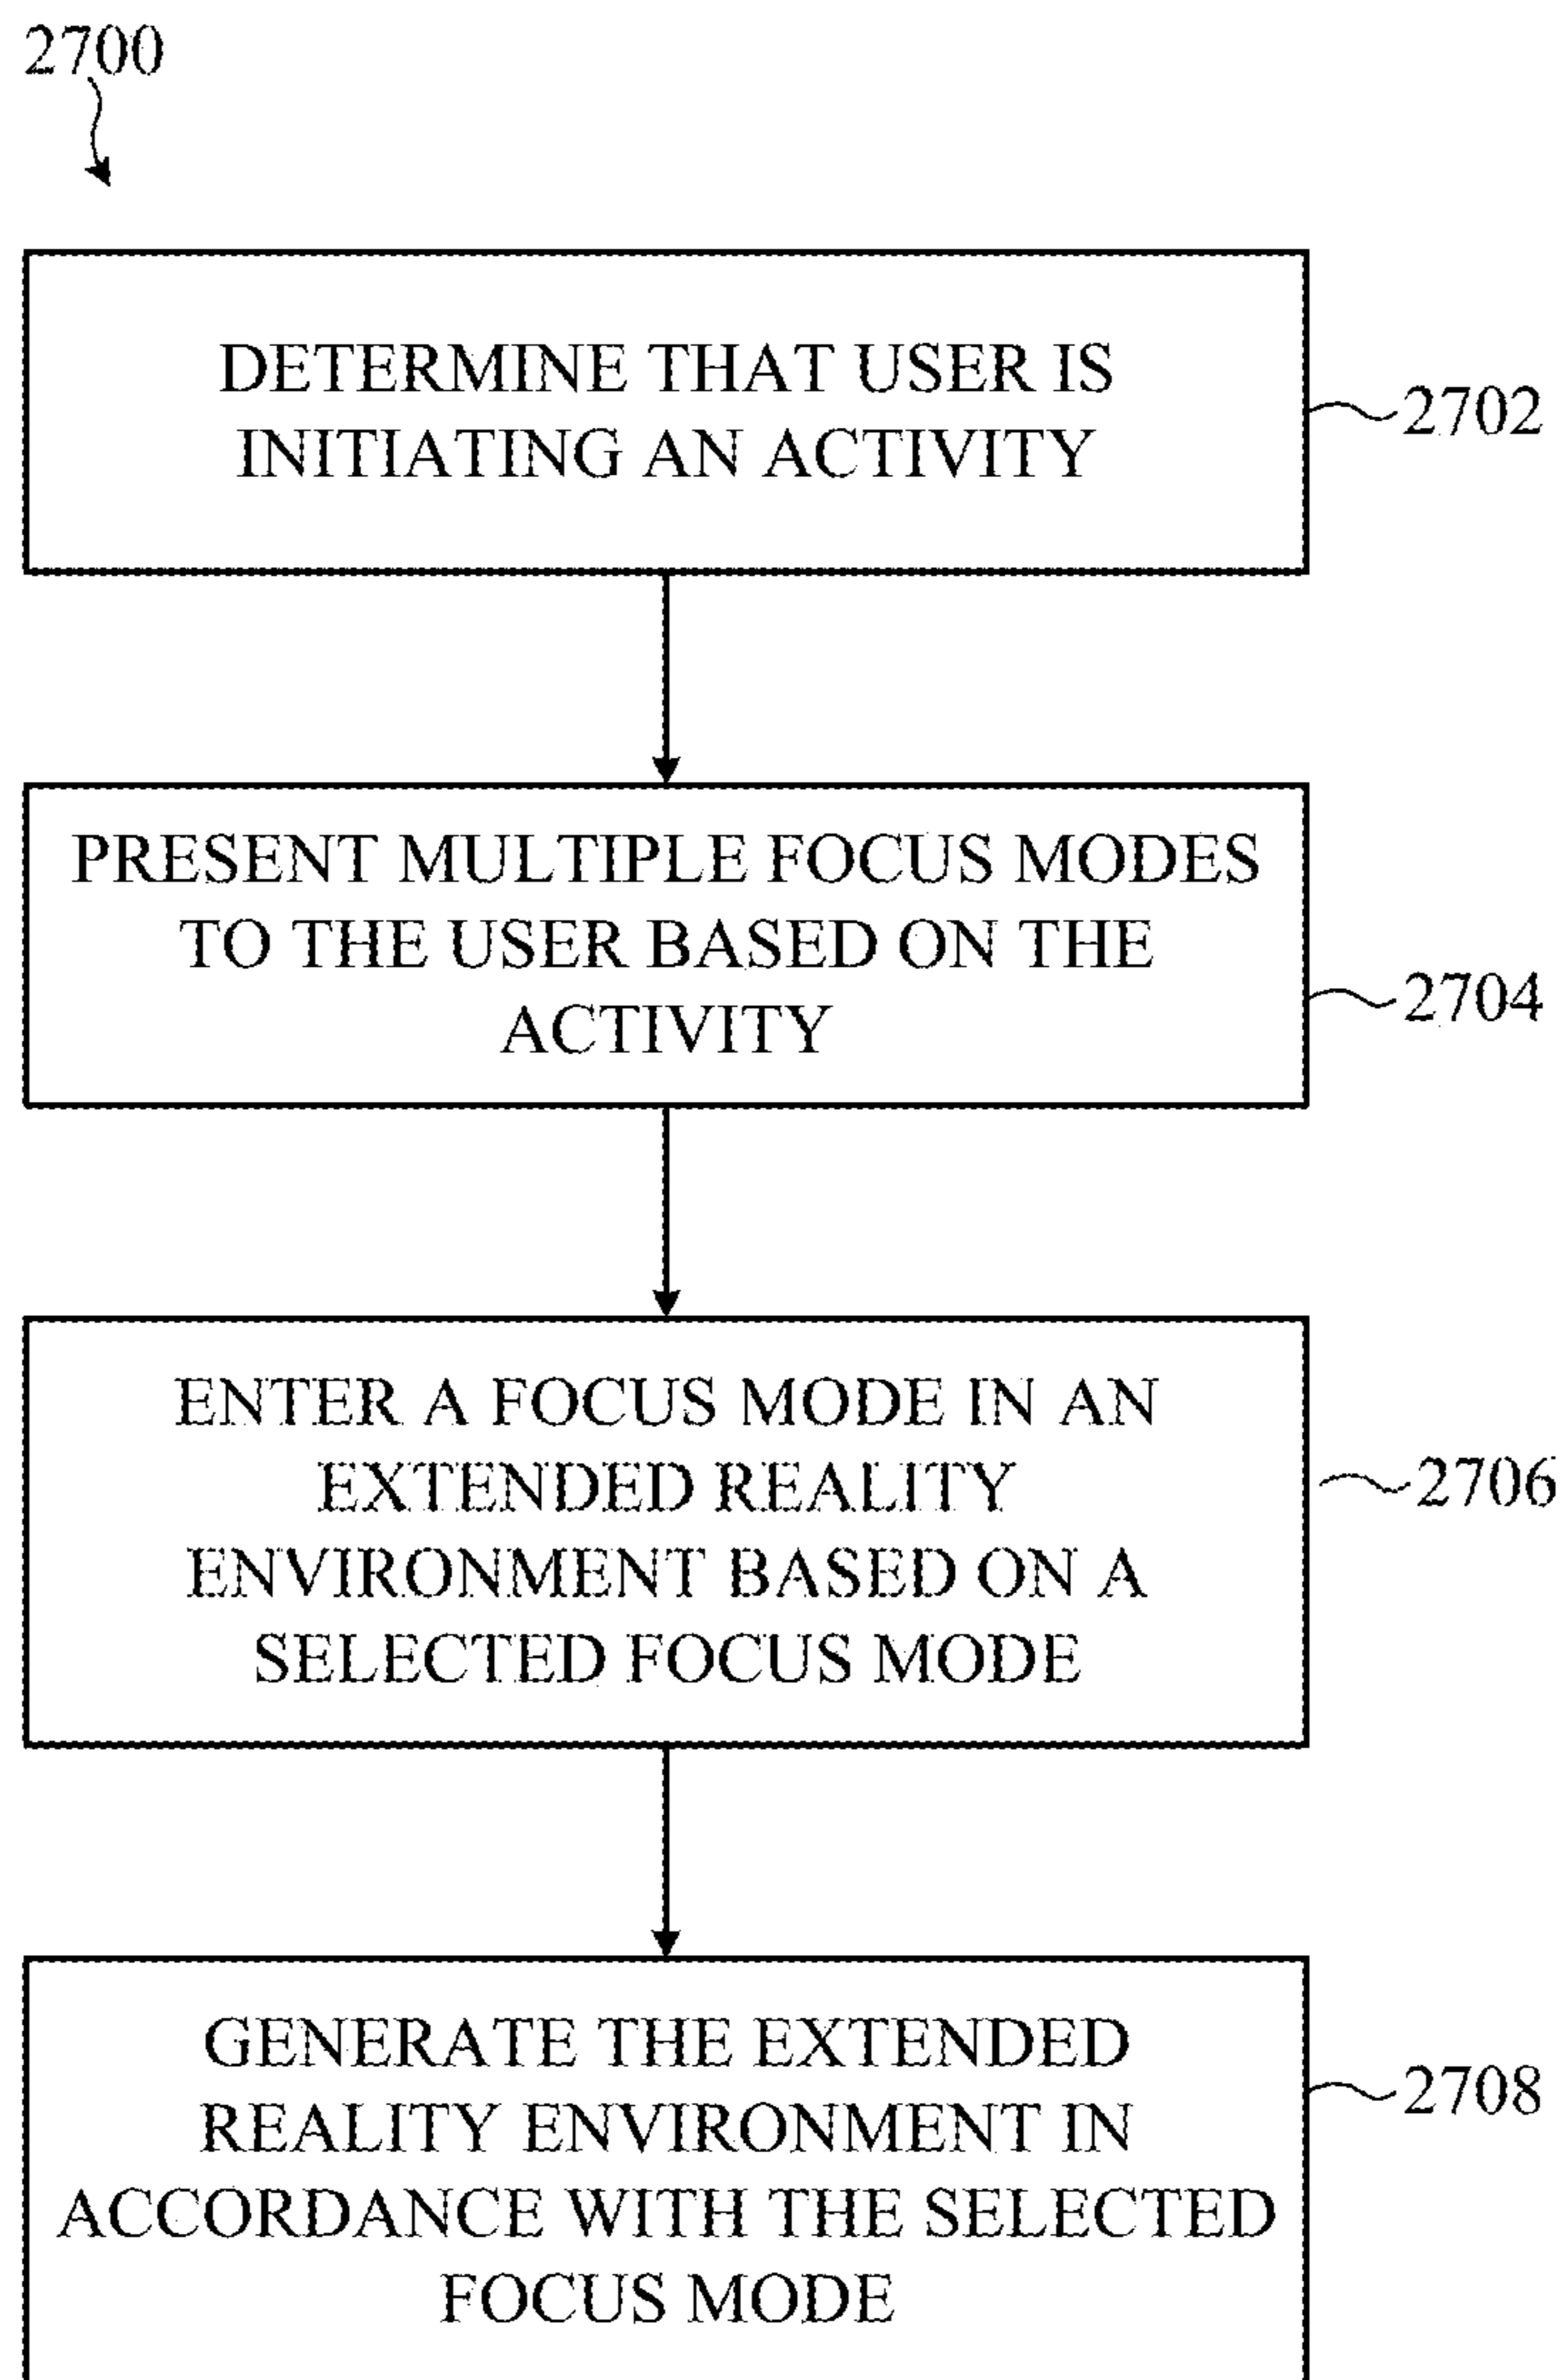 2700
DETERMINE THAT USER IS
INITIATING AN ACTIVITY
2702
PRESENT MULTIPLE FOCUS MODES
TO THE USER BASED ON THE
ACTIVITY
2704
ENTER A FOCUS MODE IN AN
EXTENDED REALITY
ENVIRONMENT BASED ON A
SELECTED FOCUS MODE
2706
GENERATE THE EXTENDED
REALITY ENVIRONMENT IN
ACCORDANCE WITH THE SELECTED
FOCUS MODE
2708